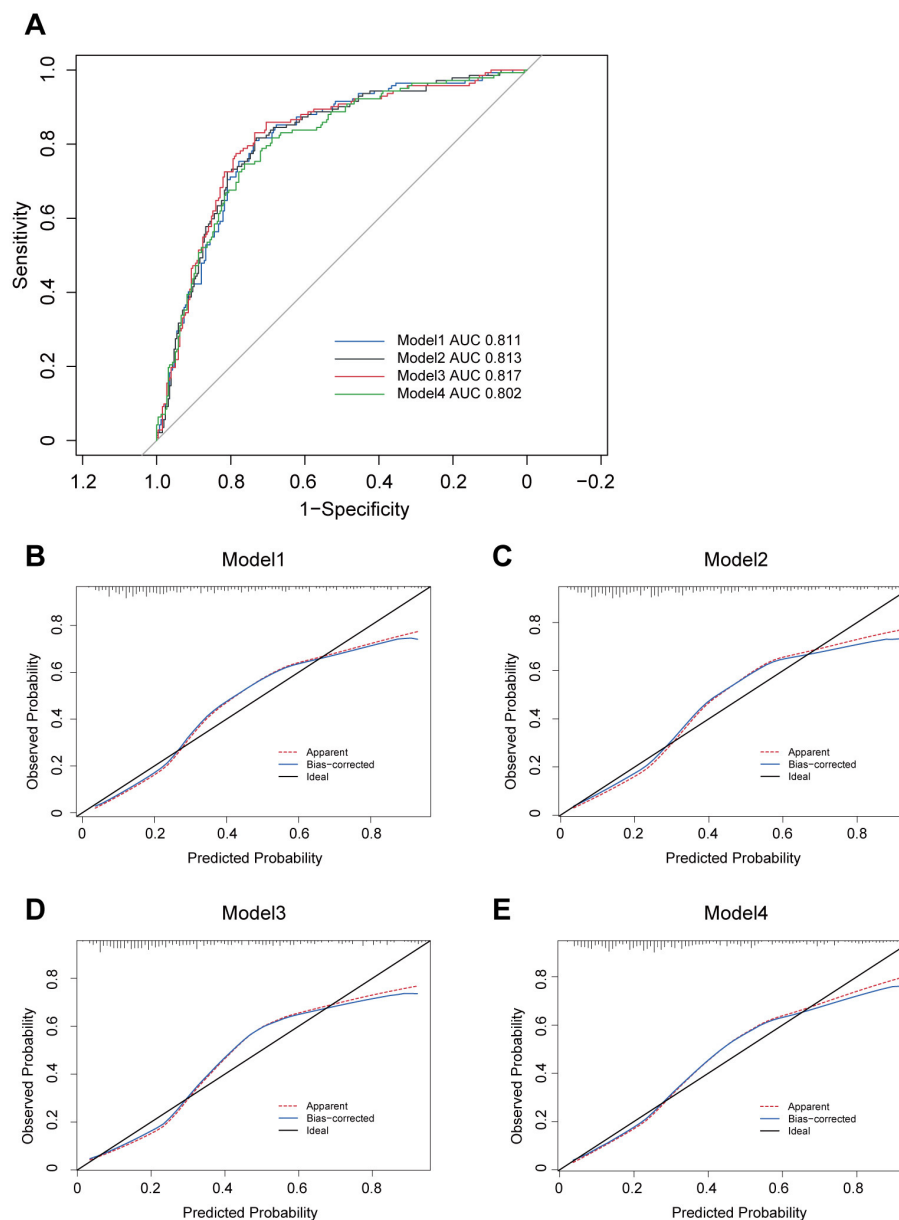 A
Sensitivity
1.0
0.8
0.6
0.4
0.2
0
Model1 AUC 0.811
Model2 AUC 0.813
Model3 AUC 0.817
Model4 AUC 0.802
1.2 1.0 0.8 0.6 0.4 0.2 0 −0.2
1−Specificity
B
Model1
Observed Probability
0.8
0.6
0.4
0.2
0
Apparent
Bias−corrected
Ideal
0 0.2 0.4 0.6 0.8
Predicted Probability
C
Model2
Observed Probability
0.8
0.6
0.4
0.2
0
Apparent
Bias−corrected
Ideal
0 0.2 0.4 0.6 0.8
Predicted Probability
D
Model3
Observed Probability
0.8
0.6
0.4
0.2
0
Apparent
Bias−corrected
Ideal
0 0.2 0.4 0.6 0.8
Predicted Probability
E
Model4
Observed Probability
0.8
0.6
0.4
0.2
0
Apparent
Bias−corrected
Ideal
0 0.2 0.4 0.6 0.8
Predicted Probability